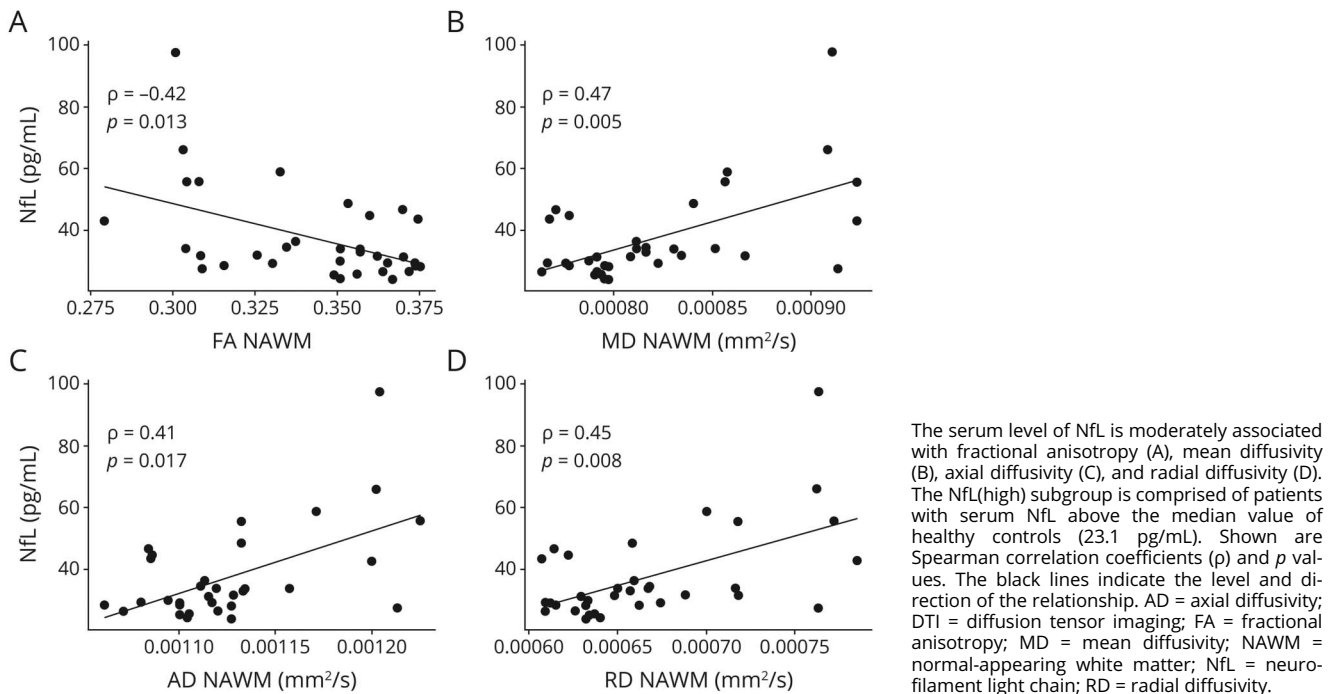 A
100
80
60
40
NfL (pg/mL)
ρ = –0.42
p = 0.013
0.275 0.300 0.325 0.350 0.375
FA NAWM
B
100
80
60
40
ρ = 0.47
p = 0.005
0.00080 0.00085 0.00090
MD NAWM (mm²/s)
C
100
80
60
40
NfL (pg/mL)
ρ = 0.41
p = 0.017
0.00110 0.00115 0.00120
AD NAWM (mm²/s)
D
100
80
60
40
ρ = 0.45
p = 0.008
0.00060 0.00065 0.00070 0.00075
RD NAWM (mm²/s)
The serum level of NfL is moderately associated
with fractional anisotropy (A), mean diffusivity
(B), axial diffusivity (C), and radial diffusivity (D).
The NfL(high) subgroup is comprised of patients
with serum NfL above the median value of
healthy controls (23.1 pg/mL). Shown are
Spearman correlation coefficients (ρ) and p val-
ues. The black lines indicate the level and di-
rection of the relationship. AD = axial diffusivity;
DTI = diffusion tensor imaging; FA = fractional
anisotropy; MD = mean diffusivity; NAWM =
normal-appearing white matter; NfL = neuro-
filament light chain; RD = radial diffusivity.